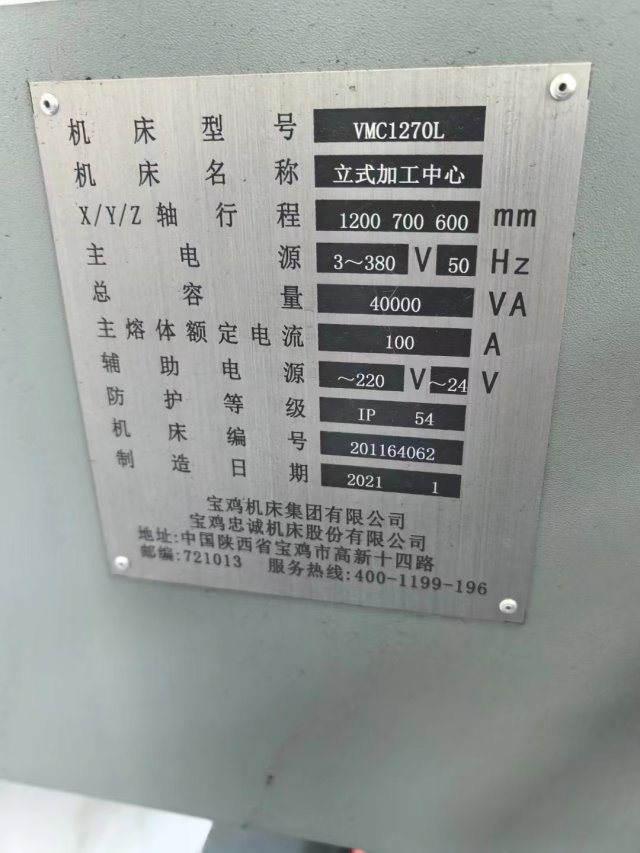 机床型号 VMC1270L
机床名称 立式加工中心
X/Y/Z轴行程 1200 700 600 mm
主电源 3~380 V 50 Hz
总容量 40000 VA
主熔体额定电流 100 A
辅助电源 ~220 V ~24 V
防护等级 IP 54
机床编号 201164062
制造日期 2021 1
宝鸡机床集团有限公司
宝鸡忠诚机床股份有限公司
地址:中国陕西省宝鸡市高新十四路
邮编:721013 服务热线:400-1199-196